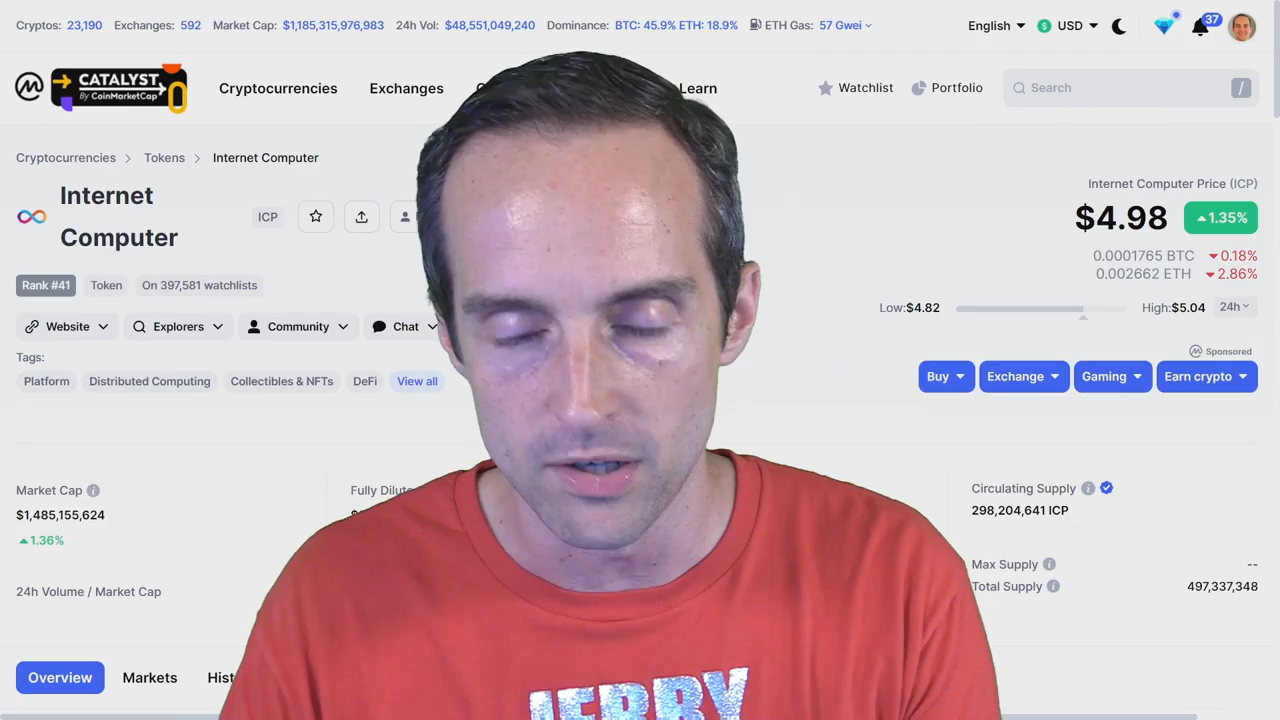 Cryptos: 23,190 Exchanges: 592 Market Cap: $1,185,315,976,983 24h Vol: $48,551,049,240 Dominance: BTC: 45.9% ETH: 18.9% ETH Gas: 57 Gwei English USD 37
CATALYST
By CoinMarketCap
Cryptocurrencies Exchanges Learn Watchlist Portfolio Search /
Cryptocurrencies Tokens Internet Computer
Internet Computer Price (ICP)
Internet
Computer
ICP
$4.98 1.35%
0.0001765 BTC 0.18%
0.002662 ETH 2.86%
Rank #41 Token On 397,581 watchlists
Low:$4.82 High:$5.04 24h
Website Explorers Community Chat
Sponsored
Tags:
Platform Distributed Computing Collectibles & NFTs DeFi View all
Buy Exchange Gaming Earn crypto
Market Cap
$1,485,155,624
1.36%
Fully
Circulating Supply
298,204,641 ICP
Max Supply --
Total Supply 497,337,348
24h Volume / Market Cap
Overview Markets
JERRY